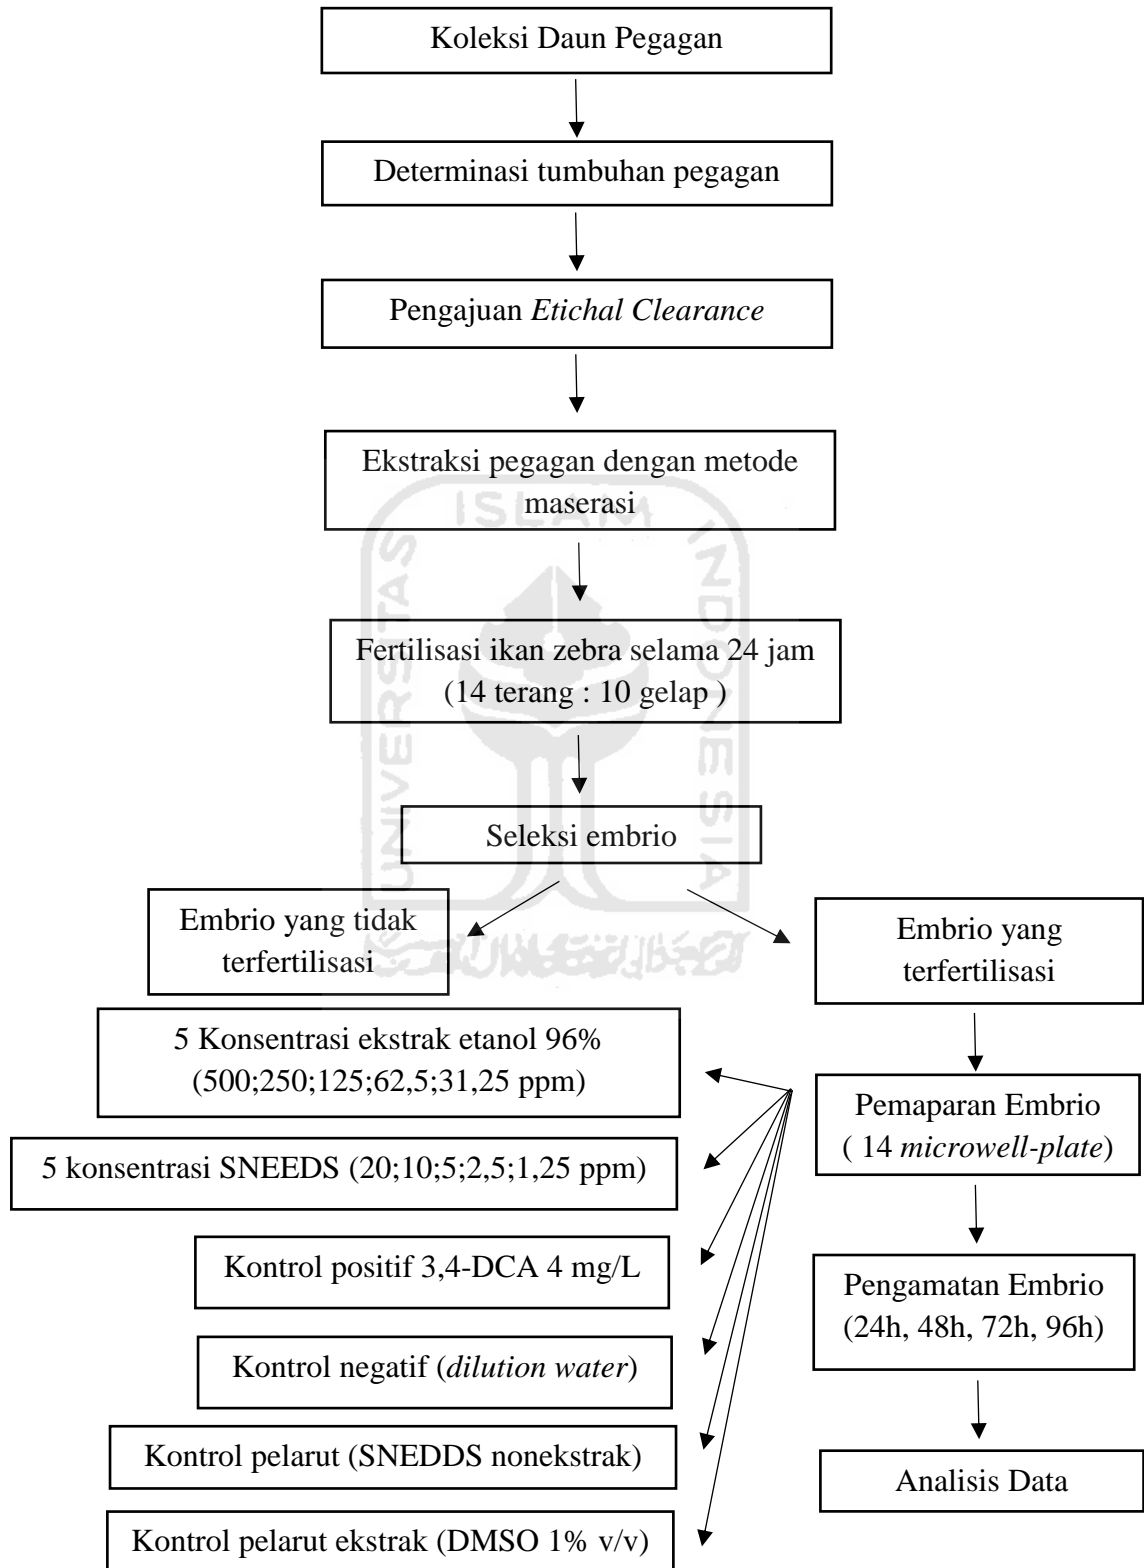 Koleksi Daun Pegagan
Determinasi tumbuhan pegagan
Pengajuan Etichal Clearance
Ekstraksi pegagan dengan metode
maserasi
ISLAM
UNIVERSITAS
INDONESIA
Fertilisasi ikan zebra selama 24 jam
(14 terang : 10 gelap )
Seleksi embrio
Embrio yang tidak
terfertilisasi
Embrio yang
terfertilisasi
5 Konsentrasi ekstrak etanol 96%
(500;250;125;62,5;31,25 ppm)
Pemaparan Embrio
( 14 microwell-plate)
5 konsentrasi SNEEDS (20;10;5;2,5;1,25 ppm)
Kontrol positif 3,4-DCA 4 mg/L
Pengamatan Embrio
(24h, 48h, 72h, 96h)
Kontrol negatif (dilution water)
Kontrol pelarut (SNEDDS nonekstrak)
Analisis Data
Kontrol pelarut ekstrak (DMSO 1% v/v)